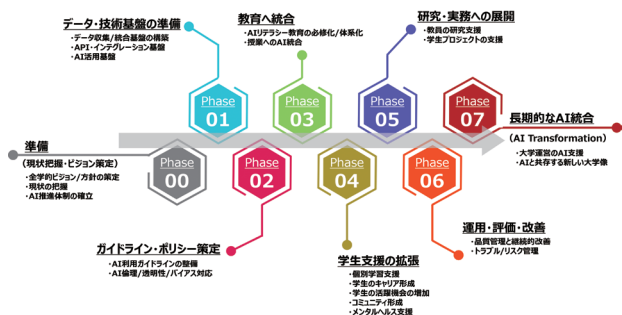 準備
(現状把握・ビジョン策定)
・全学的ビジョン/方針の策定
・現状の把握
・AI推進体制の確立
Phase
00
データ・技術基盤の準備
・データ収集/統合基盤の構築
・API・インテグレーション基盤
・AI活用基盤
Phase
01
ガイドライン・ポリシー策定
・AI利用ガイドラインの整備
・AI倫理/透明性/バイアス対応
Phase
02
教育へ統合
・AIリテラシー教育の必修化/体系化
・授業へのAI統合
Phase
03
学生支援の拡張
・個別学習支援
・学生のキャリア形成
・学生の活躍機会の増加
・コミュニティ形成
・メンタルヘルス支援
Phase
04
研究・実務への展開
・教員の研究支援
・学生プロジェクトの支援
Phase
05
運用・評価・改善
・品質管理と継続的改善
・トラブル/リスク管理
Phase
06
長期的なAI統合
(AI Transformation)
・大学運営のAI支援
・AIと共存する新しい大学像
Phase
07